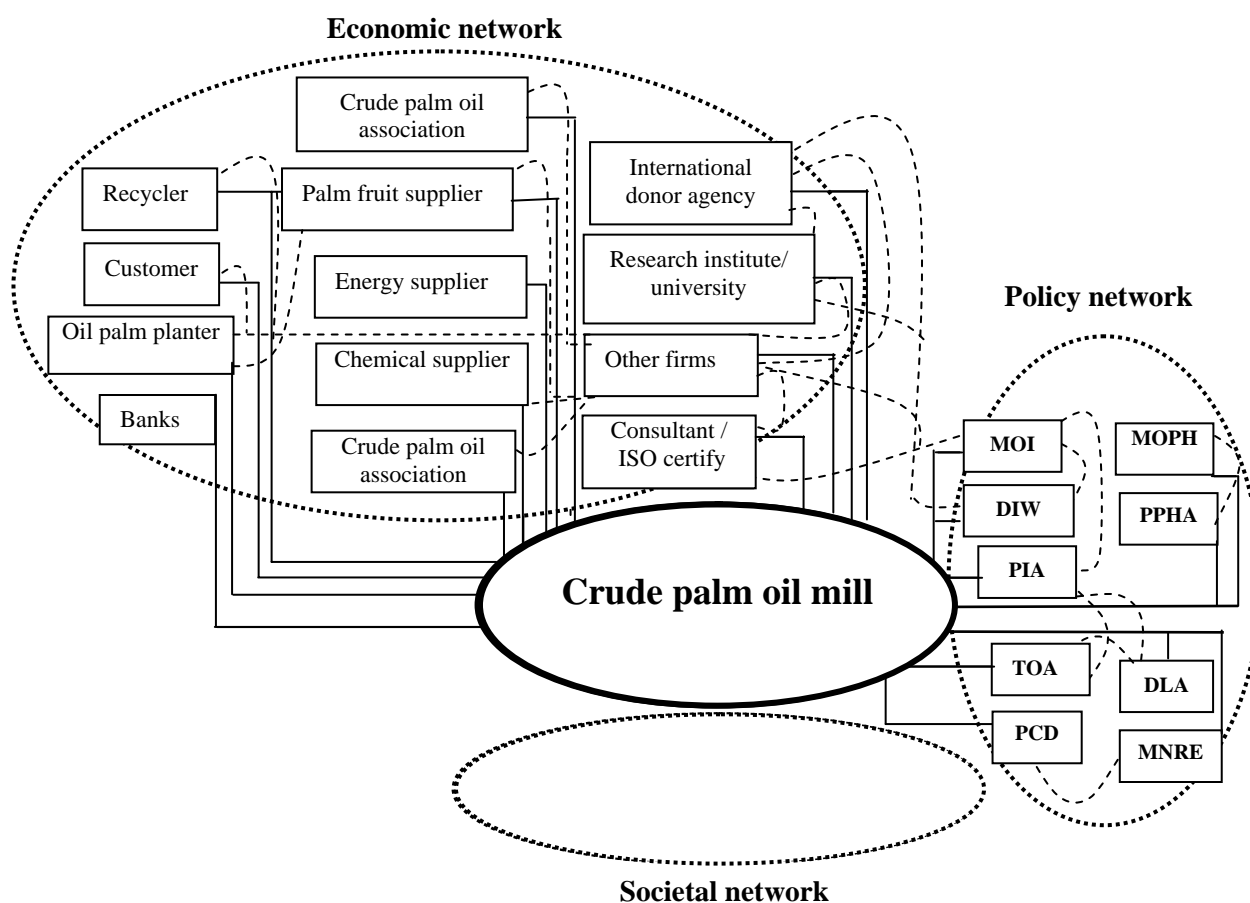 Economic network
Crude palm oil
association
International
donor agency
Recycler
Palm fruit supplier
Research institute/
university
Customer
Energy supplier
Policy network
Oil palm planter
Chemical supplier
Other firms
Banks
Crude palm oil
association
Consultant /
ISO certify
MOI
MOPH
DIW
PPHA
PIA
Crude palm oil mill
TOA
DLA
PCD
MNRE
Societal network